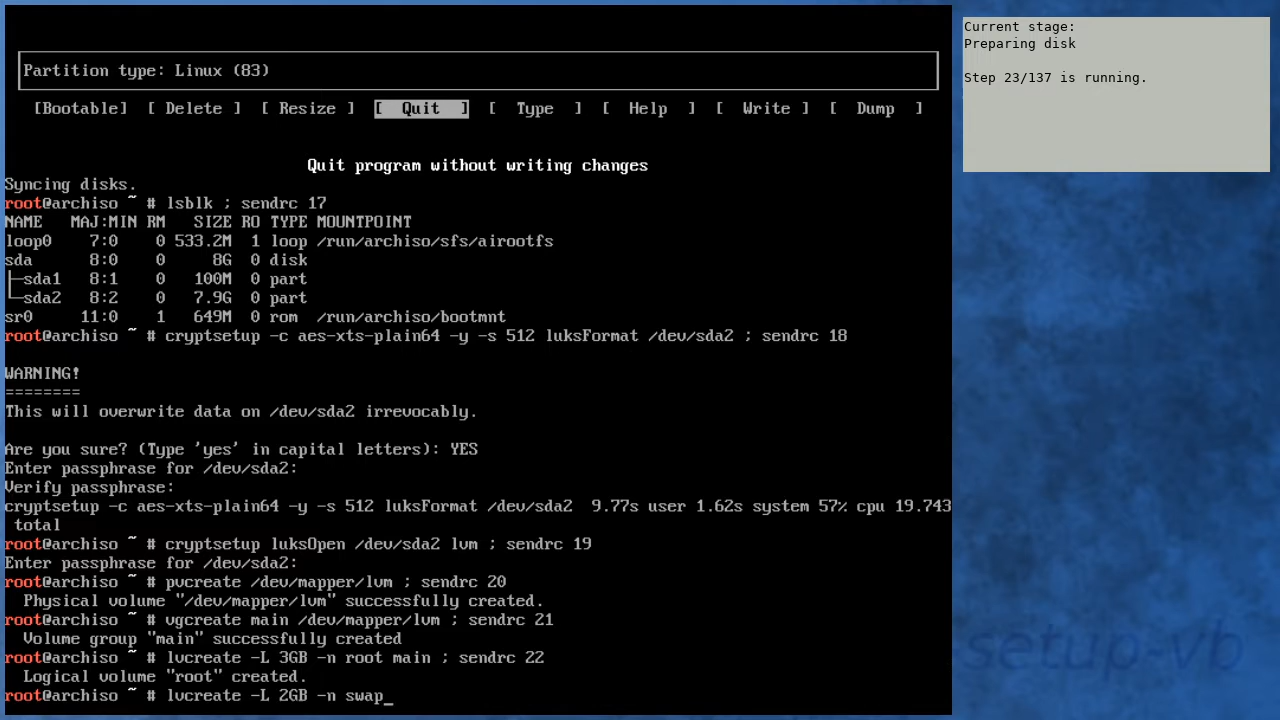 Partition type: Linux (83)
[Bootable] [ Delete ] [ Resize ] [ Quit ] [ Type ] [ Help ] [ Write ] [ Dump ]
Quit program without writing changes
Syncing disks.
root@archiso ~ # lsblk ; sendrc 17
NAME   MAJ:MIN RM   SIZE RO TYPE MOUNTPOINT
loop0    7:0    0 533.2M  1 loop /run/archiso/sfs/airootfs
sda      8:0    0     8G  0 disk
├─sda1   8:1    0   100M  0 part
└─sda2   8:2    0   7.9G  0 part
sr0     11:0    1   649M  0 rom  /run/archiso/bootmnt
root@archiso ~ # cryptsetup -c aes-xts-plain64 -y -s 512 luksFormat /dev/sda2 ; sendrc 18
WARNING!
========
This will overwrite data on /dev/sda2 irrevocably.
Are you sure? (Type 'yes' in capital letters): YES
Enter passphrase for /dev/sda2:
Verify passphrase:
cryptsetup -c aes-xts-plain64 -y -s 512 luksFormat /dev/sda2  9.77s user 1.62s system 57% cpu 19.743
 total
root@archiso ~ # cryptsetup luksOpen /dev/sda2 lvm ; sendrc 19
Enter passphrase for /dev/sda2:
root@archiso ~ # pvcreate /dev/mapper/lvm ; sendrc 20
  Physical volume "/dev/mapper/lvm" successfully created.
root@archiso ~ # vgcreate main /dev/mapper/lvm ; sendrc 21
  Volume group "main" successfully created
root@archiso ~ # lvcreate -L 3GB -n root main ; sendrc 22
  Logical volume "root" created.
root@archiso ~ # lvcreate -L 2GB -n swap_
Current stage:
Preparing disk
Step 23/137 is running.
setup-vb